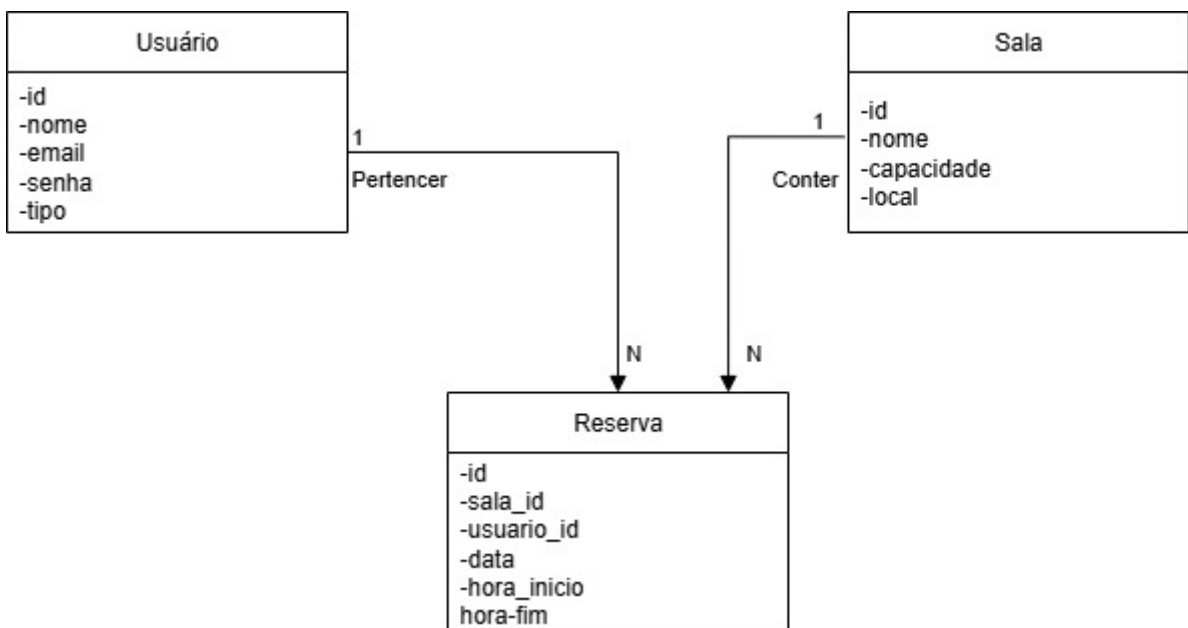 Usuário
-id
-nome
-email
-senha
-tipo
1
Pertencer
N
Sala
-id
-nome
-capacidade
-local
1
Conter
N
Reserva
-id
-sala_id
-usuario_id
-data
-hora_inicio
hora-fim